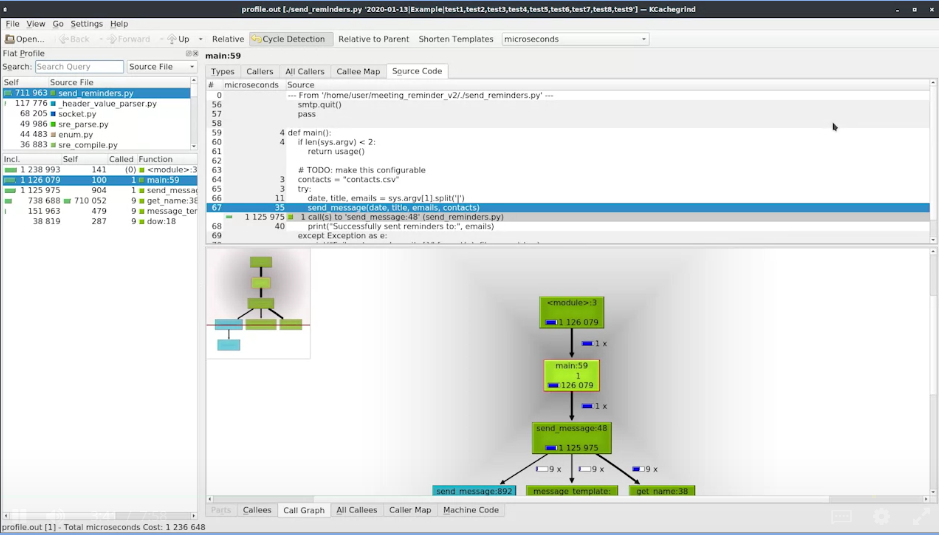 profile.out [./send_reminders.py '2020-01-13|Example|test1,test2,test3,test4,test5,test6,test7,test8,test9'] — KCachegrind
File View Go Settings Help
Open... Back Forward Up Relative Cycle Detection Relative to Parent Shorten Templates microseconds
Flat Profile
Search: Search Query Source File
Self Source File
711 963 send_reminders.py
117 776 _header_value_parser.py
68 205 socket.py
49 986 sre_parse.py
44 483 enum.py
36 883 sre_compile.py
Incl. Self Called Function
1 238 993 141 (0) <module>:3
1 126 079 100 1 main:59
1 125 975 904 1 send_messa
738 688 710 052 9 get_name:38
151 963 479 9 message_ter
38 819 287 9 dow:18
main:59
Types Callers All Callers Callee Map Source Code
# microseconds Source
0 --- From '/home/user/meeting_reminder_v2/./send_reminders.py' ---
56 smtp.quit()
57 pass
58
59 4 def main():
60 4 if len(sys.argv) < 2:
61 return usage()
62
63 # TODO: make this configurable
64 3 contacts = "contacts.csv"
65 3 try:
66 11 date, title, emails = sys.argv[1].split('|')
67 35 send_message(date, title, emails, contacts)
1 125 975 1 call(s) to 'send_message:48' (send_reminders.py)
68 40 print("Successfully sent reminders to:", emails)
69 except Exception as e:
<module>:3
1 126 079
1 x
main:59
1
126 079
1 x
send_message:48
1 125 975
9 x 9 x 9 x
send_message:892 message_template: get_name:38
Parts Callees Call Graph All Callees Caller Map Machine Code
profile.out [1] - Total microseconds Cost: 1 236 648